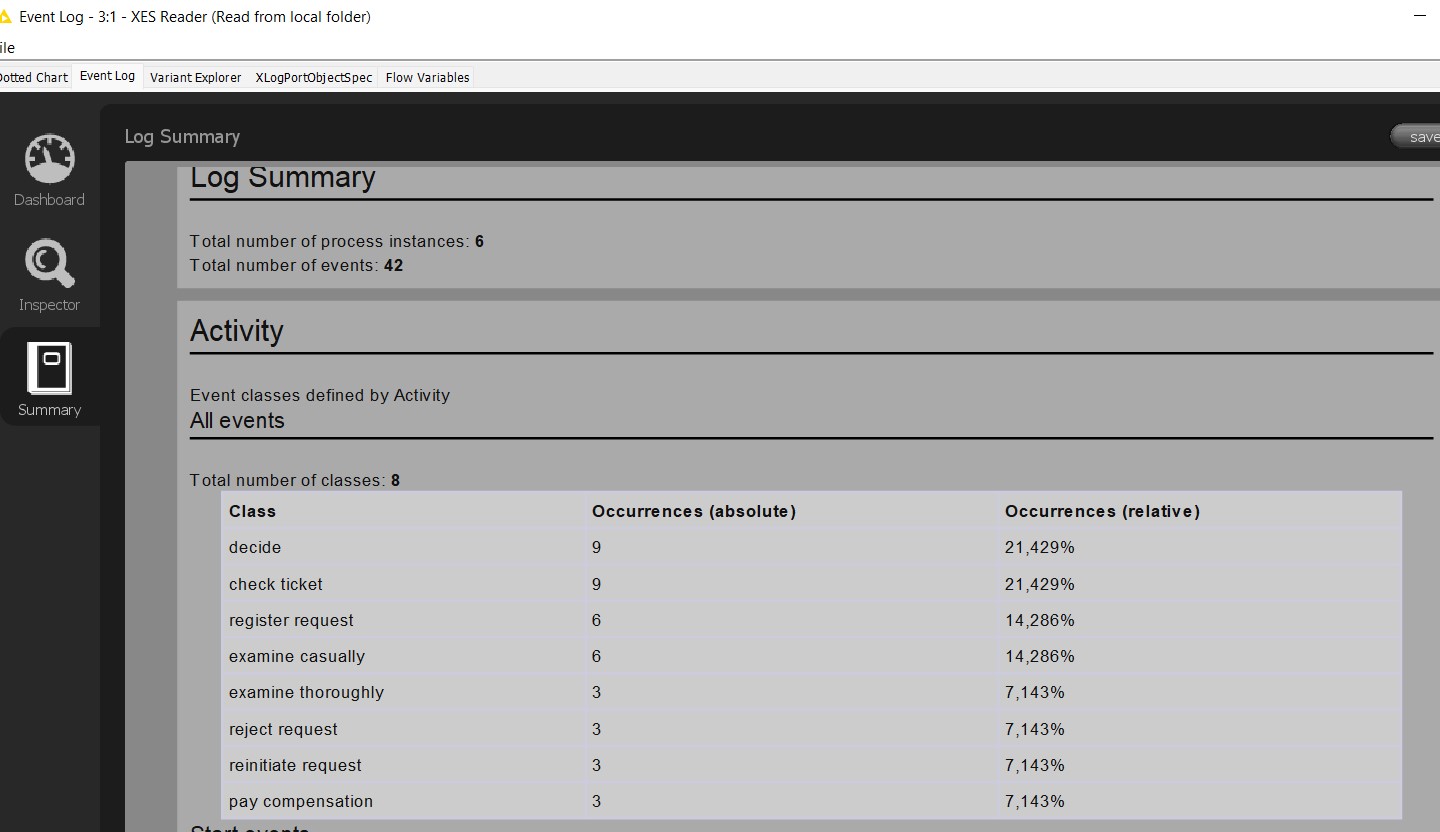 Event Log - 3:1 - XES Reader (Read from local folder)
ile
Dotted Chart Event Log Variant Explorer XLogPortObjectSpec Flow Variables
Log Summary
save
Dashboard
Inspector
Summary
Log Summary
Total number of process instances: 6
Total number of events: 42
Activity
Event classes defined by Activity
All events
Total number of classes: 8
Class Occurrences (absolute) Occurrences (relative)
decide 9 21,429%
check ticket 9 21,429%
register request 6 14,286%
examine casually 6 14,286%
examine thoroughly 3 7,143%
reject request 3 7,143%
reinitiate request 3 7,143%
pay compensation 3 7,143%
Start events